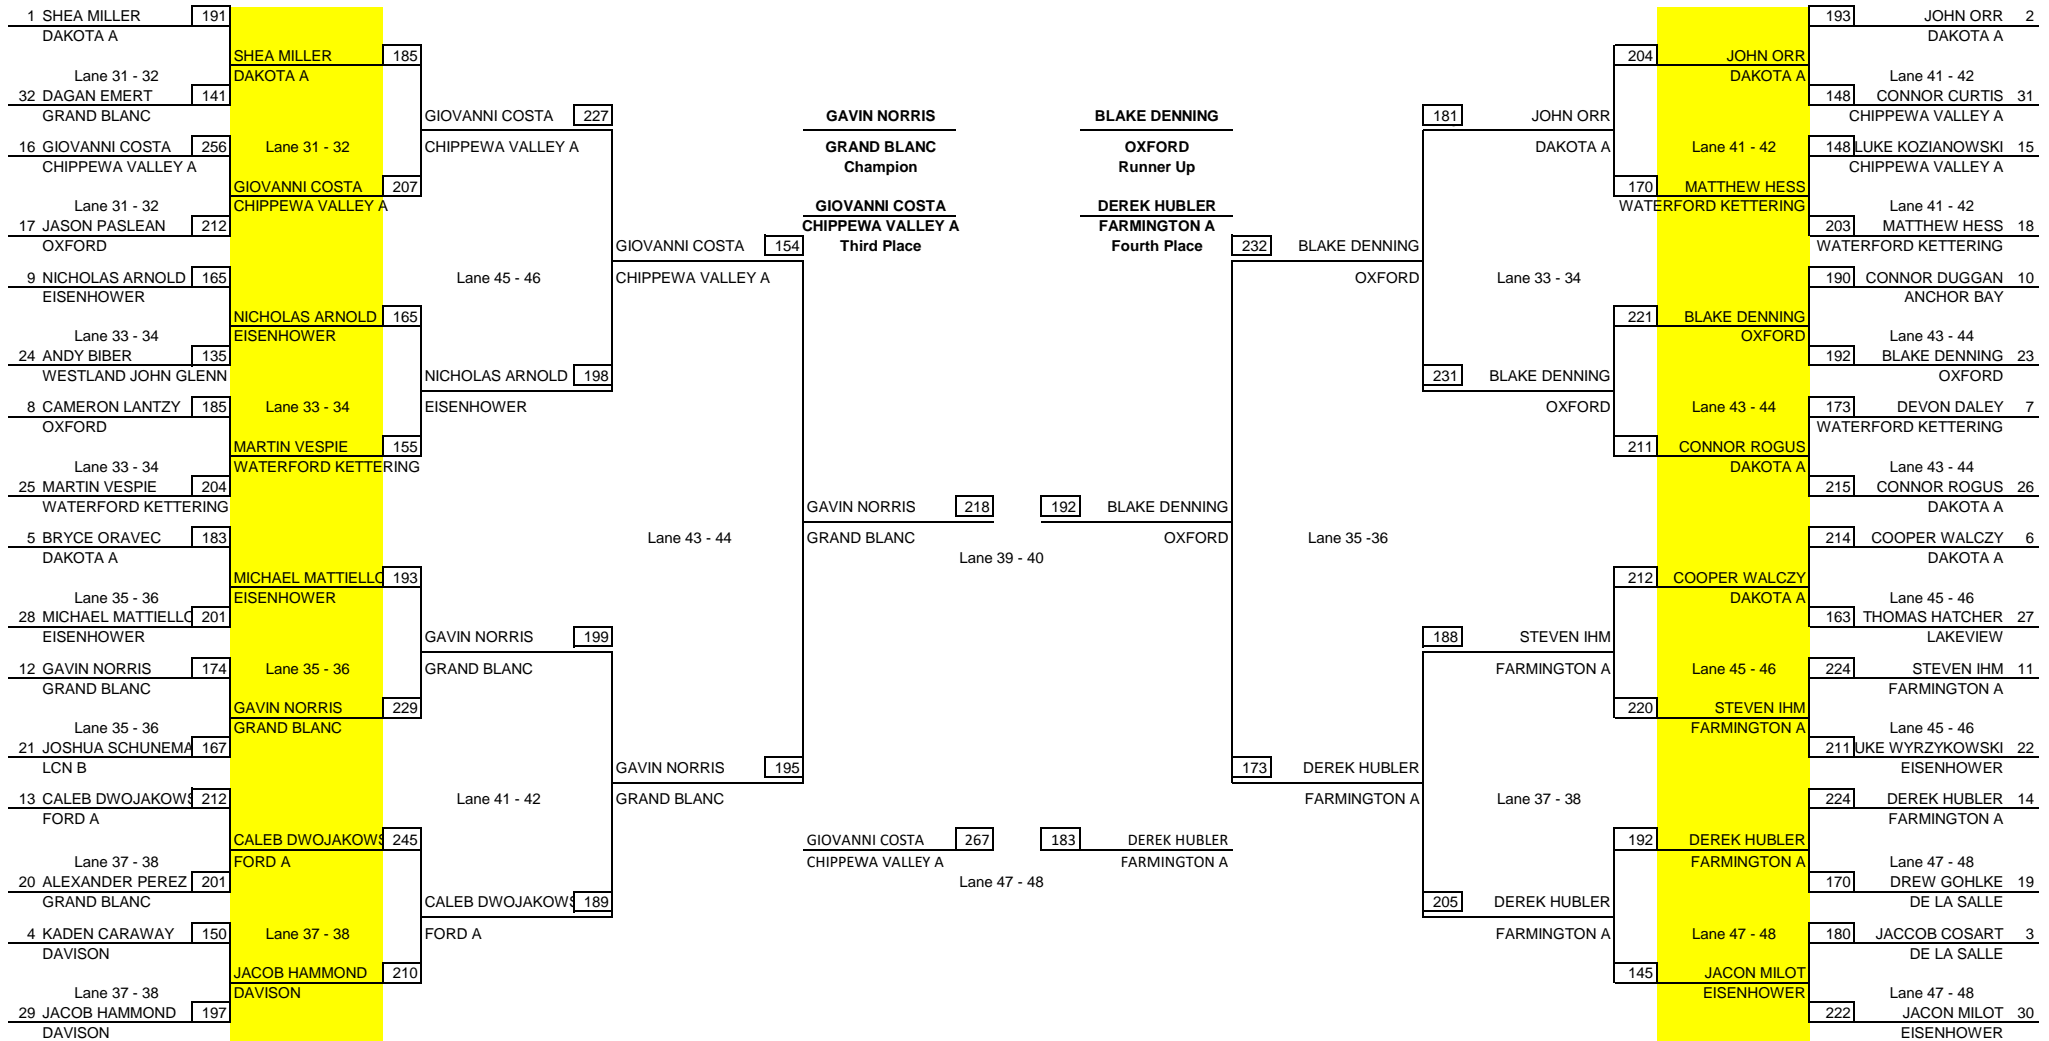 1 SHEA MILLER 191
DAKOTA A
Lane 31 - 32
32 DAGAN EMERT 141
GRAND BLANC
16 GIOVANNI COSTA 256
CHIPPEWA VALLEY A
Lane 31 - 32
17 JASON PASLEAN 212
OXFORD
9 NICHOLAS ARNOLD 165
EISENHOWER
Lane 33 - 34
24 ANDY BIBER 135
WESTLAND JOHN GLENN
8 CAMERON LANTZY 185
OXFORD
Lane 33 - 34
25 MARTIN VESPIE 204
WATERFORD KETTERING
5 BRYCE ORAVEC 183
DAKOTA A
Lane 35 - 36
28 MICHAEL MATTIELLO 201
EISENHOWER
12 GAVIN NORRIS 174
GRAND BLANC
Lane 35 - 36
21 JOSHUA SCHUNEMA 167
LCN B
13 CALEB DWOJAKOWS 212
FORD A
Lane 37 - 38
20 ALEXANDER PEREZ 201
GRAND BLANC
4 KADEN CARAWAY 150
DAVISON
Lane 37 - 38
29 JACOB HAMMOND 197
DAVISON
SHEA MILLER 185
DAKOTA A
Lane 31 - 32
GIOVANNI COSTA 207
CHIPPEWA VALLEY A
NICHOLAS ARNOLD 165
EISENHOWER
Lane 33 - 34
MARTIN VESPIE 155
WATERFORD KETTERING
MICHAEL MATTIELLO 193
EISENHOWER
Lane 35 - 36
GAVIN NORRIS 229
GRAND BLANC
CALEB DWOJAKOWS 245
FORD A
Lane 37 - 38
JACOB HAMMOND 210
DAVISON
GIOVANNI COSTA 227
CHIPPEWA VALLEY A
Lane 45 - 46
NICHOLAS ARNOLD 198
EISENHOWER
GAVIN NORRIS 199
GRAND BLANC
Lane 41 - 42
CALEB DWOJAKOWS 189
FORD A
GIOVANNI COSTA 154
CHIPPEWA VALLEY A
Lane 43 - 44
GAVIN NORRIS 195
GRAND BLANC
GAVIN NORRIS
GRAND BLANC
Champion
BLAKE DENNING
OXFORD
Runner Up
GIOVANNI COSTA
CHIPPEWA VALLEY A
Third Place
DEREK HUBLER
FARMINGTON A
Fourth Place
GAVIN NORRIS 218
GRAND BLANC
192 BLAKE DENNING
OXFORD
Lane 39 - 40
GIOVANNI COSTA 267
CHIPPEWA VALLEY A
183 DEREK HUBLER
FARMINGTON A
Lane 47 - 48
232 BLAKE DENNING
OXFORD
Lane 35 -36
173 DEREK HUBLER
FARMINGTON A
181 JOHN ORR
DAKOTA A
Lane 33 - 34
231 BLAKE DENNING
OXFORD
188 STEVEN IHM
FARMINGTON A
Lane 37 - 38
205 DEREK HUBLER
FARMINGTON A
204 JOHN ORR
DAKOTA A
Lane 41 - 42
170 MATTHEW HESS
WATERFORD KETTERING
221 BLAKE DENNING
OXFORD
Lane 43 - 44
211 CONNOR ROGUS
DAKOTA A
212 COOPER WALCZY
DAKOTA A
Lane 45 - 46
220 STEVEN IHM
FARMINGTON A
192 DEREK HUBLER
FARMINGTON A
Lane 47 - 48
145 JACON MILOT
EISENHOWER
193 JOHN ORR 2
DAKOTA A
Lane 41 - 42
148 CONNOR CURTIS 31
CHIPPEWA VALLEY A
148 LUKE KOZIANOWSKI 15
CHIPPEWA VALLEY A
Lane 41 - 42
203 MATTHEW HESS 18
WATERFORD KETTERING
190 CONNOR DUGGAN 10
ANCHOR BAY
Lane 43 - 44
192 BLAKE DENNING 23
OXFORD
173 DEVON DALEY 7
WATERFORD KETTERING
Lane 43 - 44
215 CONNOR ROGUS 26
DAKOTA A
214 COOPER WALCZY 6
DAKOTA A
Lane 45 - 46
163 THOMAS HATCHER 27
LAKEVIEW
224 STEVEN IHM 11
FARMINGTON A
Lane 45 - 46
211 UKE WYRZYKOWSKI 22
EISENHOWER
224 DEREK HUBLER 14
FARMINGTON A
Lane 47 - 48
170 DREW GOHLKE 19
DE LA SALLE
180 JACCOB COSART 3
DE LA SALLE
Lane 47 - 48
222 JACON MILOT 30
EISENHOWER